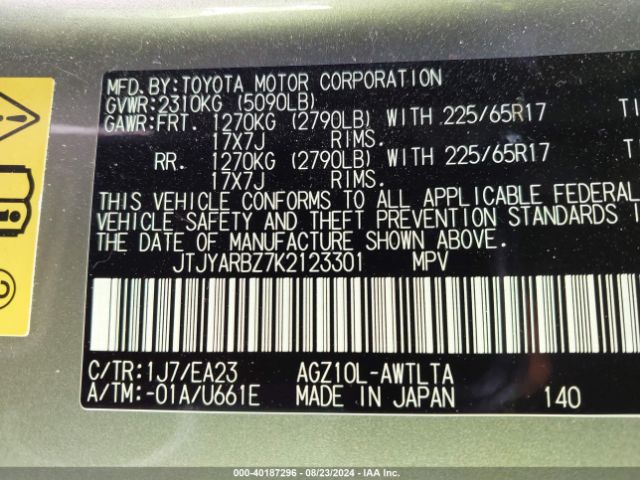 MFD.BY:TOYOTA MOTOR CORPORATION
GVWR:2310KG (5090LB)
GAWR:FRT. 1270KG (2790LB) WITH 225/65R17 TI
17X7J RIMS.
RR. 1270KG (2790LB) WITH 225/65R17 TI
17X7J RIMS.
THIS VEHICLE CONFORMS TO ALL APPLICABLE FEDERAL
VEHICLE SAFETY AND THEFT PREVENTION STANDARDS
THE DATE OF MANUFACTURE SHOWN ABOVE.
JTJYARBZ7K2123301 MPV
C/TR:1J7/EA23 AGZ10L-AWTLTA
A/TM:-01A/U661E MADE IN JAPAN 140
000-40187296 - 08/23/2024 - IAA Inc.